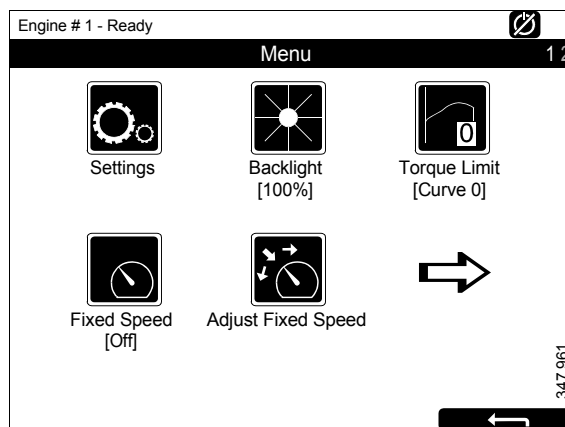 Engine # 1 - Ready
Menu
1 2
0
Settings
Backlight
[100%]
Torque Limit
[Curve 0]
Fixed Speed
[Off]
Adjust Fixed Speed
347 961